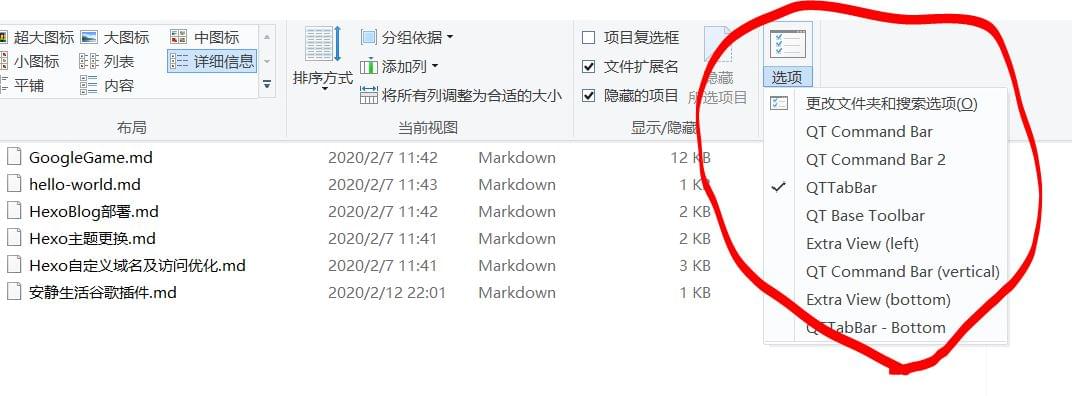 超大图标 大图标 中图标
小图标 列表 详细信息
平铺 内容
布局
排序方式
分组依据
添加列
将所有列调整为合适的大小
当前视图
项目复选框
文件扩展名
隐藏的项目
隐藏
所选项目
显示/隐藏
选项
更改文件夹和搜索选项(O)
QT Command Bar
QT Command Bar 2
QTTabBar
QT Base Toolbar
Extra View (left)
QT Command Bar (vertical)
Extra View (bottom)
QTTabBar - Bottom
GoogleGame.md 2020/2/7 11:42 Markdown 12 KB
hello-world.md 2020/2/7 11:43 Markdown 1 KB
HexoBlog部署.md 2020/2/7 11:42 Markdown 2 KB
Hexo主题更换.md 2020/2/7 11:41 Markdown 2 KB
Hexo自定义域名及访问优化.md 2020/2/7 11:41 Markdown 3 KB
安静生活谷歌插件.md 2020/2/12 22:01 Markdown 1 KB